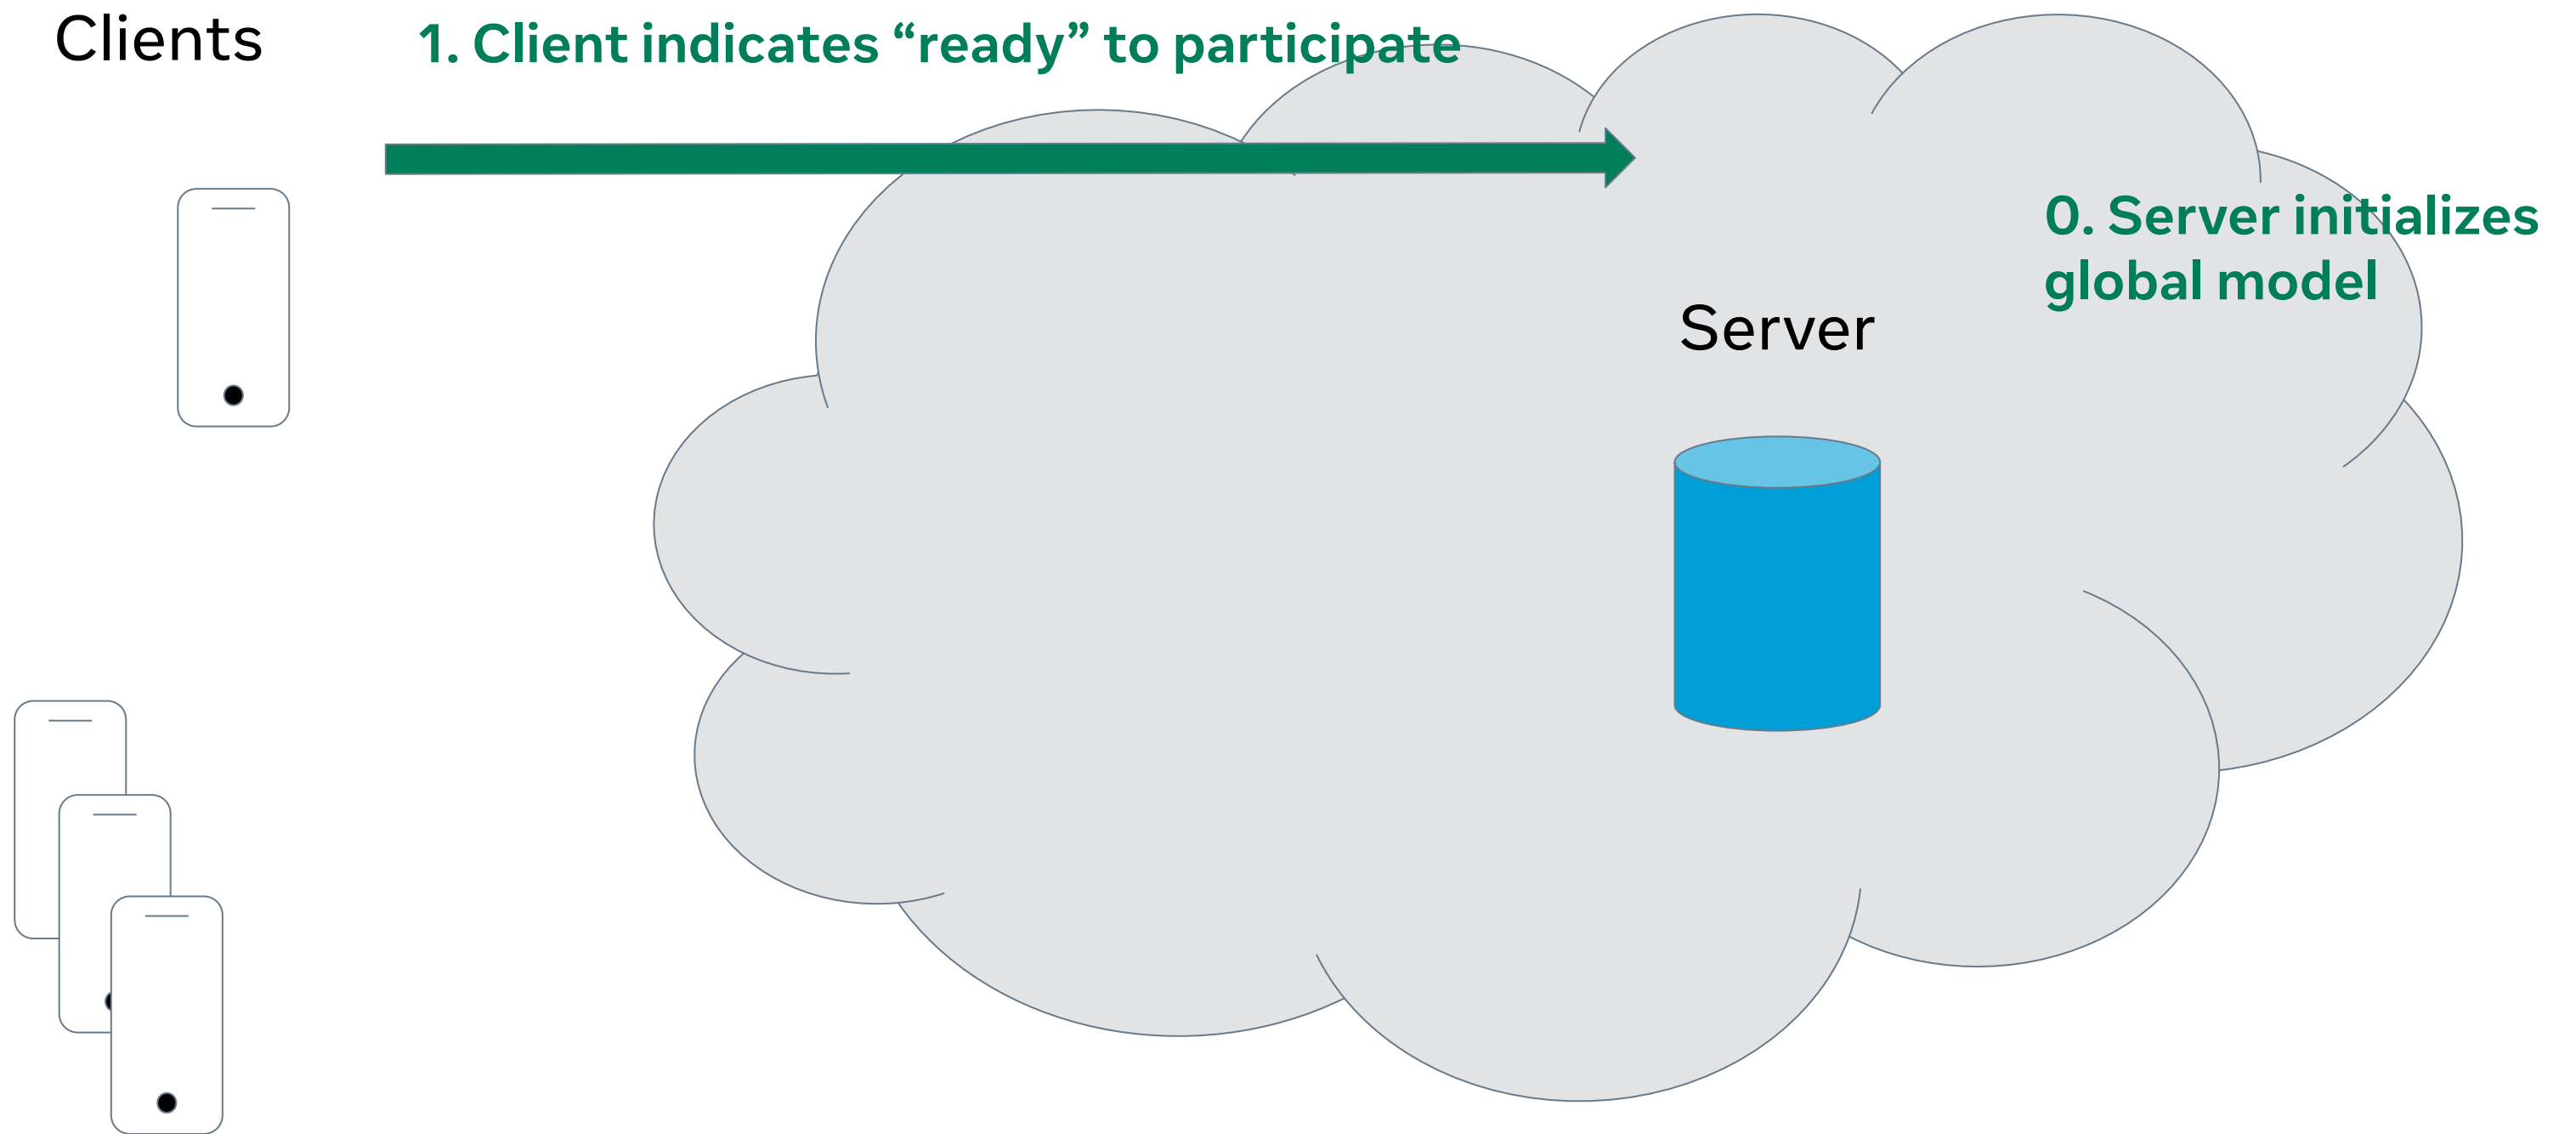 Clients
1. Client indicates “ready” to participate
0. Server initializes
global model
Server